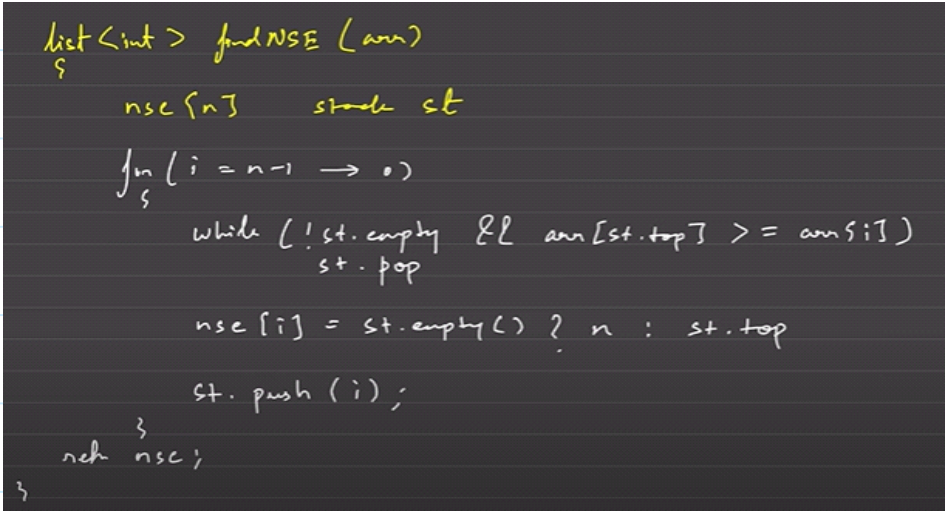 list<int> findNSE (arr)
{
nse[n] stack st
for (i = n-1 → 0)
{
while (!st.empty && arr[st.top] >= arr[i])
st.pop
nse[i] = st.empty() ? n : st.top
st.push(i);
}
retn nse;
}